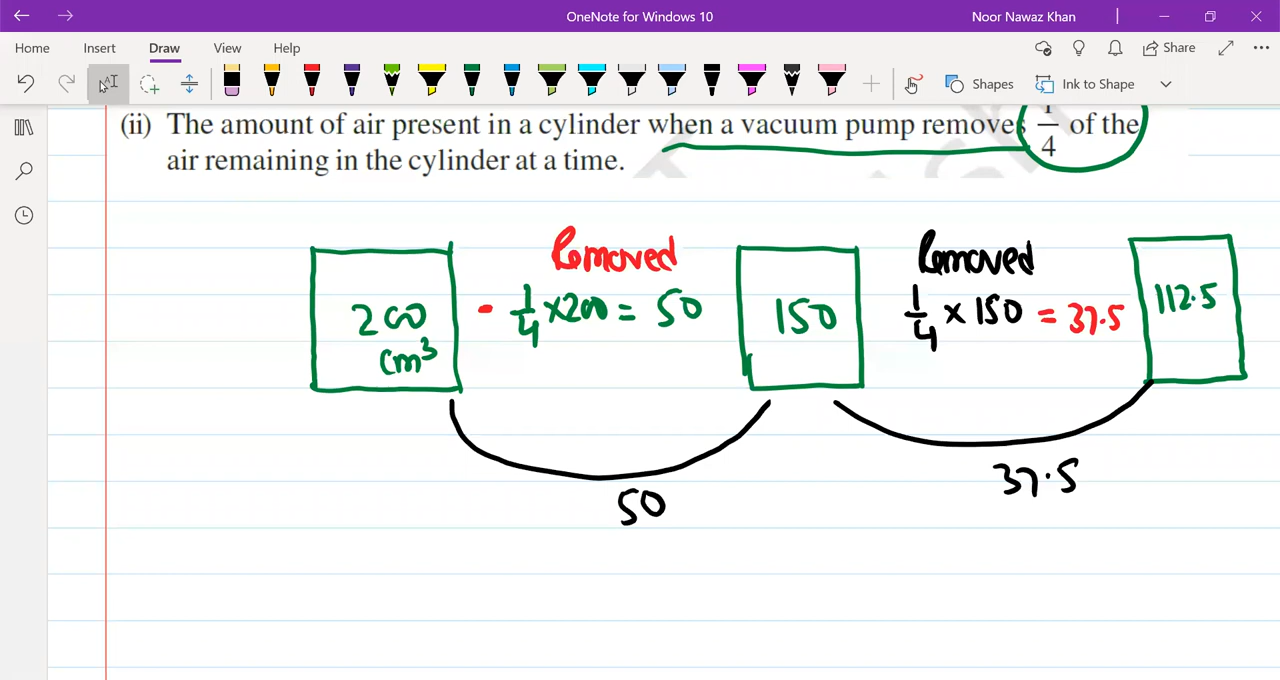 OneNote for Windows 10
Noor Nawaz Khan
Home Insert Draw View Help Share
Shapes Ink to Shape
(ii) The amount of air present in a cylinder when a vacuum pump removes 1/4 of the
air remaining in the cylinder at a time.
Removed Removed
200 cm³ - 1/4 × 200 = 50 150 1/4 × 150 = 37.5 112.5
50 37.5